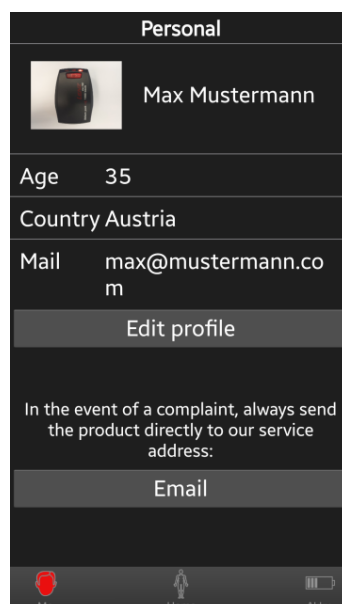 Personal
Max Mustermann
Age 35
Country Austria
Mail max@mustermann.co
m
Edit profile
In the event of a complaint, always send
the product directly to our service
address:
Email